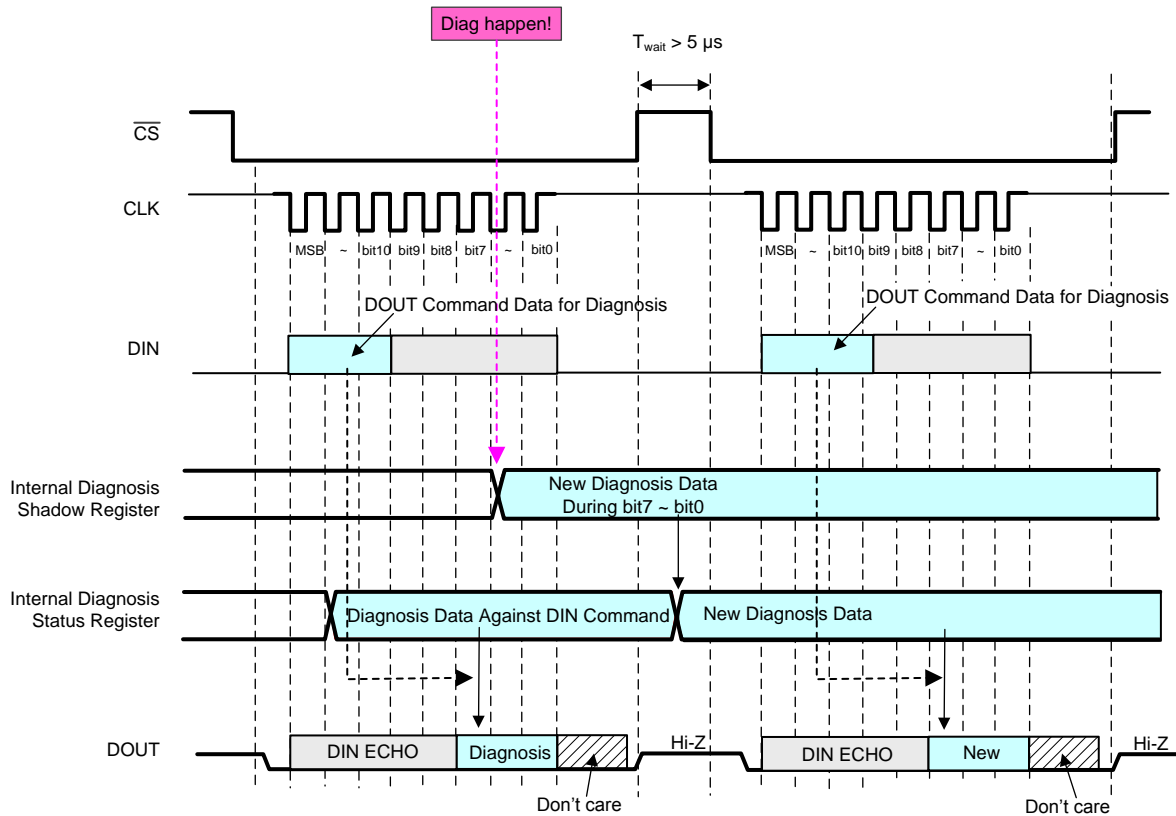 Diag happen!
Twait > 5 µs
CS
CLK
MSB ~ bit10 bit9 bit8 bit7 ~ bit0
MSB ~ bit10 bit9 bit8 bit7 ~ bit0
DOUT Command Data for Diagnosis
DOUT Command Data for Diagnosis
DIN
Internal Diagnosis
Shadow Register
New Diagnosis Data
During bit7 ~ bit0
Internal Diagnosis
Status Register
Diagnosis Data Against DIN Command
New Diagnosis Data
DOUT
DIN ECHO
Diagnosis
Hi-Z
DIN ECHO
New
Hi-Z
Don't care
Don't care